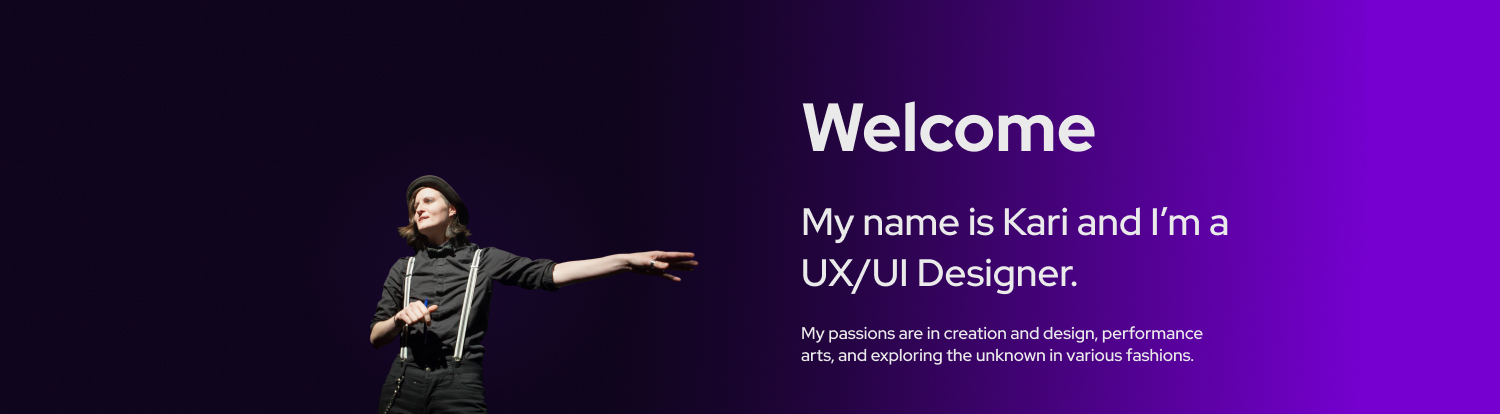 Welcome
My name is Kari and I’m a
UX/UI Designer.
My passions are in creation and design, performance
arts, and exploring the unknown in various fashions.